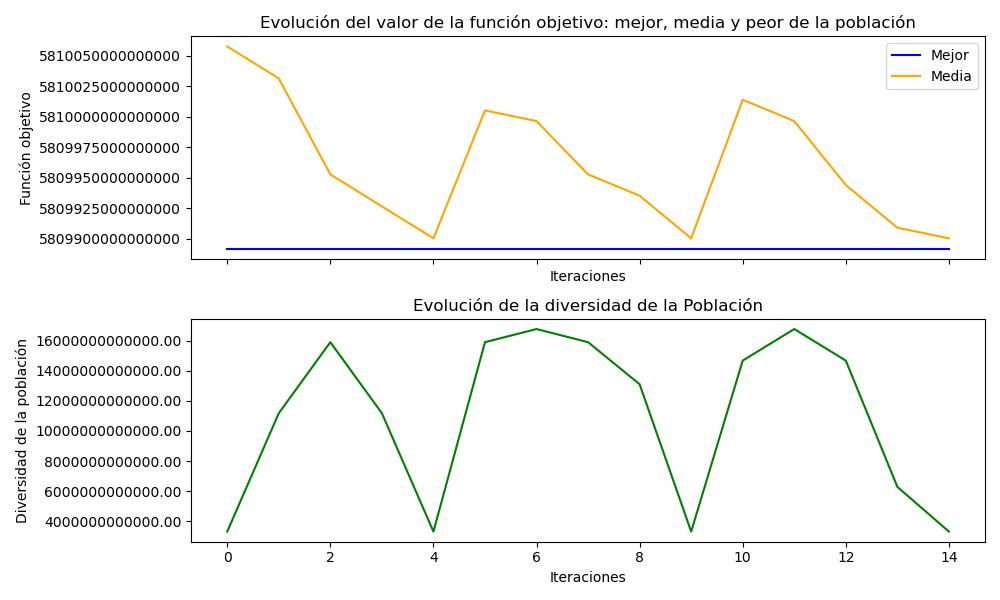 Evolución del valor de la función objetivo: mejor, media y peor de la población
Función objetivo
5810050000000000
5810025000000000
5810000000000000
5809975000000000
5809950000000000
5809925000000000
5809900000000000
Mejor
Media
Iteraciones
Evolución de la diversidad de la Población
Diversidad de la población
16000000000000.00
14000000000000.00
12000000000000.00
10000000000000.00
8000000000000.00
6000000000000.00
4000000000000.00
0 2 4 6 8 10 12 14
Iteraciones